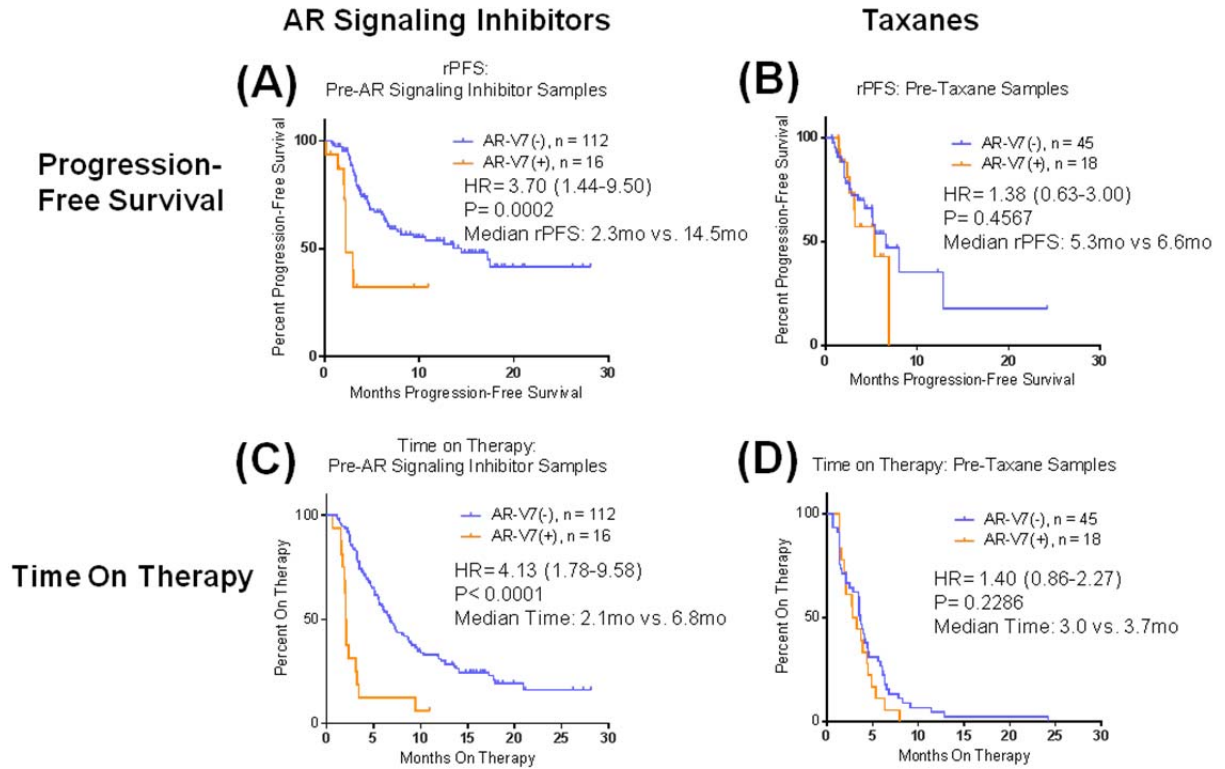 AR Signaling Inhibitors
Taxanes
Progression-
Free Survival
(A)
rPFS:
Pre-AR Signaling Inhibitor Samples
Percent Progression-Free Survival
100
50
0
AR-V7(-), n = 112
AR-V7(+), n = 16
HR= 3.70 (1.44-9.50)
P= 0.0002
Median rPFS: 2.3mo vs. 14.5mo
0 10 20 30
Months Progression-Free Survival
(B)
rPFS: Pre-Taxane Samples
Percent Progression-Free Survival
100
50
0
AR-V7(-), n = 45
AR-V7(+), n = 18
HR= 1.38 (0.63-3.00)
P= 0.4567
Median rPFS: 5.3mo vs 6.6mo
0 10 20 30
Months Progression-Free Survival
Time On Therapy
(C)
Time on Therapy:
Pre-AR Signaling Inhibitor Samples
Percent On Therapy
100
50
0
AR-V7(-), n = 112
AR-V7(+), n = 16
HR= 4.13 (1.78-9.58)
P< 0.0001
Median Time: 2.1mo vs. 6.8mo
0 5 10 15 20 25 30
Months On Therapy
(D)
Time on Therapy: Pre-Taxane Samples
Percent On Therapy
100
50
0
AR-V7(-), n = 45
AR-V7(+), n = 18
HR= 1.40 (0.86-2.27)
P= 0.2286
Median Time: 3.0 vs. 3.7mo
0 5 10 15 20 25 30
Months On Therapy